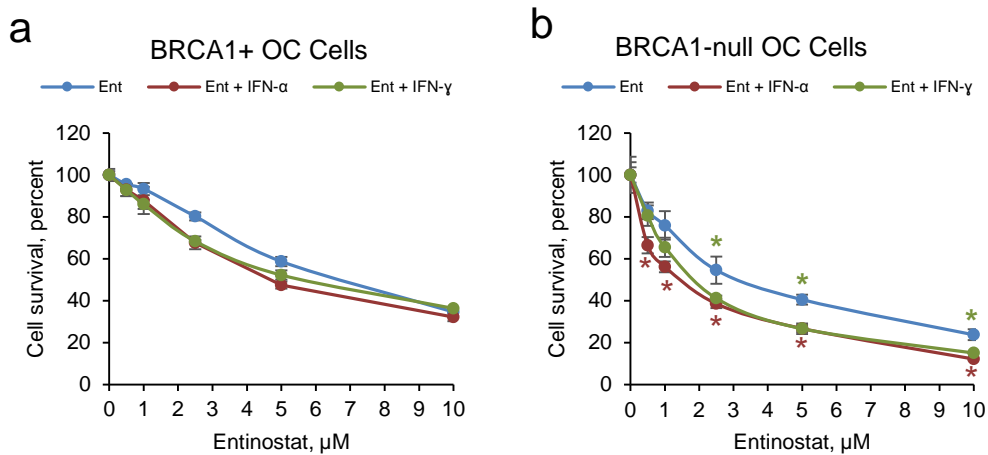 a
BRCA1+ OC Cells
Ent Ent + IFN-α Ent + IFN-ɣ
120
100
80
60
40
20
0
0 1 2 3 4 5 6 7 8 9 10
Cell survival, percent
Entinostat, µM
b
BRCA1-null OC Cells
Ent Ent + IFN-α Ent + IFN-ɣ
120
100
80
60
40
20
0
* * *
* * * * *
0 1 2 3 4 5 6 7 8 9 10
Cell survival, percent
Entinostat, µM